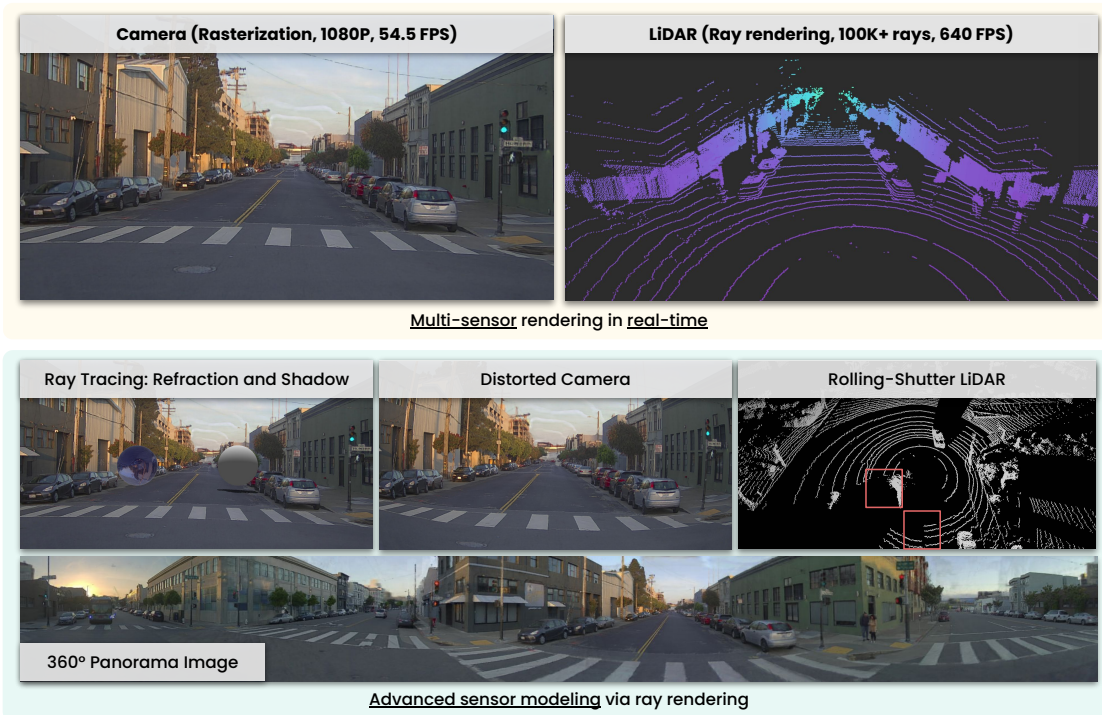 Camera (Rasterization, 1080P, 54.5 FPS)
LiDAR (Ray rendering, 100K+ rays, 640 FPS)
Multi-sensor rendering in real-time
Ray Tracing: Refraction and Shadow
Distorted Camera
Rolling-Shutter LiDAR
360° Panorama Image
Advanced sensor modeling via ray rendering